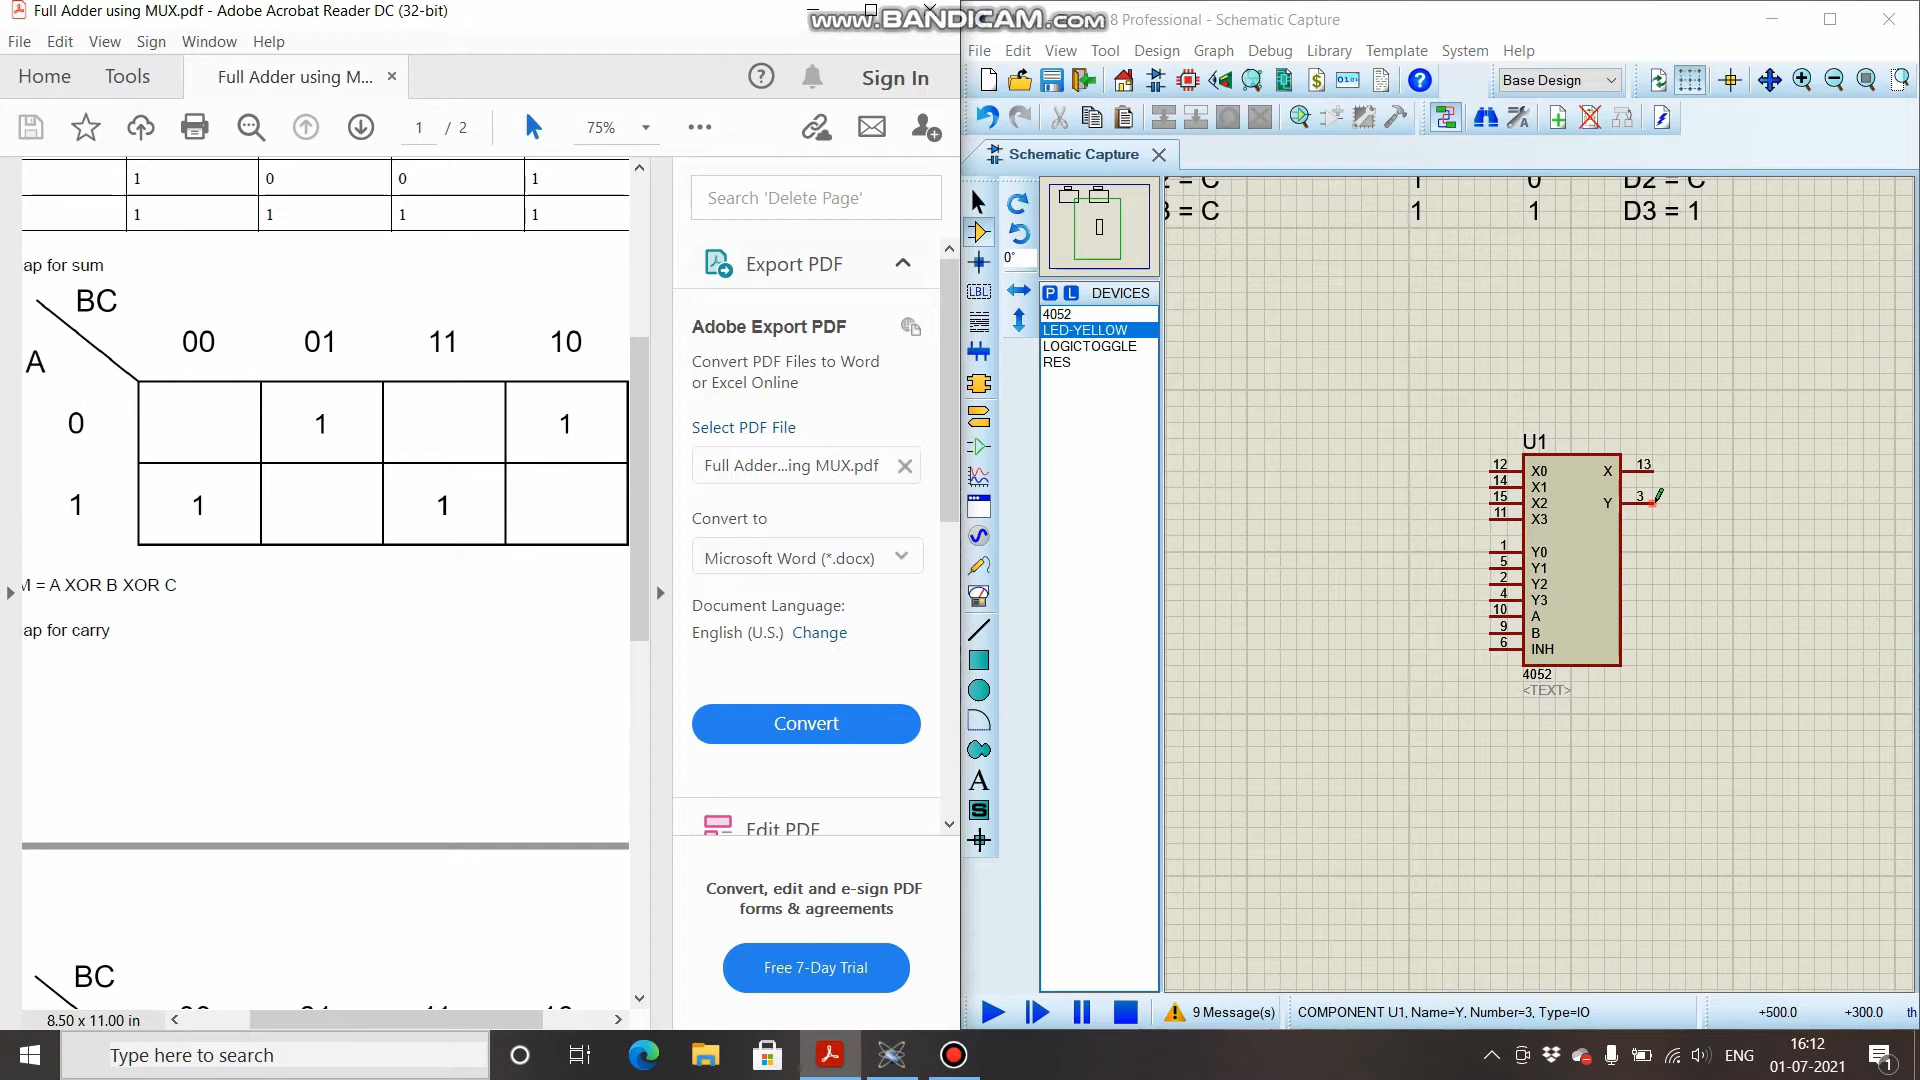 Full Adder using MUX.pdf - Adobe Acrobat Reader DC (32-bit)
File Edit View Sign Window Help
Home Tools Full Adder using M... × Sign In
1 / 2 75%
1 0 0 1
1 1 1 1
ap for sum
BC
A
00 01 11 10
0 1 1
1 1 1
M = A XOR B XOR C
ap for carry
BC
8.50 x 11.00 in
Search 'Delete Page'
Export PDF
Adobe Export PDF
Convert PDF Files to Word
or Excel Online
Select PDF File
Full Adder...ing MUX.pdf
Convert to
Microsoft Word (*.docx)
Document Language:
English (U.S.) Change
Convert
Edit PDF
Convert, edit and e-sign PDF
forms & agreements
Free 7-Day Trial
www.BANDICAM.com
8 Professional - Schematic Capture
File Edit View Tool Design Graph Debug Library Template System Help
Base Design
Schematic Capture
0°
LBL
A
S
P L DEVICES
4052
LED-YELLOW
LOGICTOGGLE
RES
= C 1 0 D2 = C
= C 1 1 D3 = 1
U1
12 X0 X 13
14 X1
15 X2 Y 3
11 X3
1 Y0
5 Y1
2 Y2
4 Y3
10 A
9 B
6 INH
4052
<TEXT>
9 Message(s) COMPONENT U1, Name=Y, Number=3, Type=IO +500.0 +300.0 th
Type here to search
ENG
16:12
01-07-2021
1